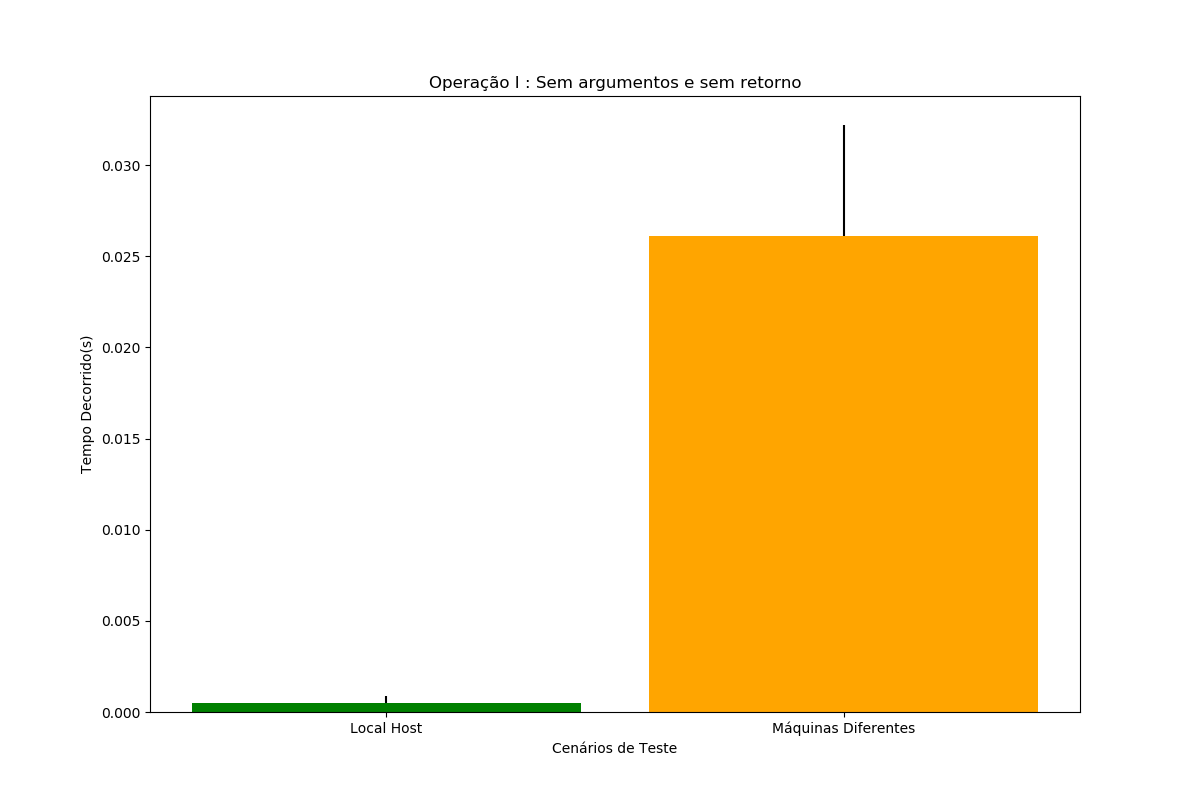 Operação I : Sem argumentos e sem retorno
0.030
0.025
0.020
0.015
0.010
0.005
0.000
Tempo Decorrido(s)
Local Host
Máquinas Diferentes
Cenários de Teste